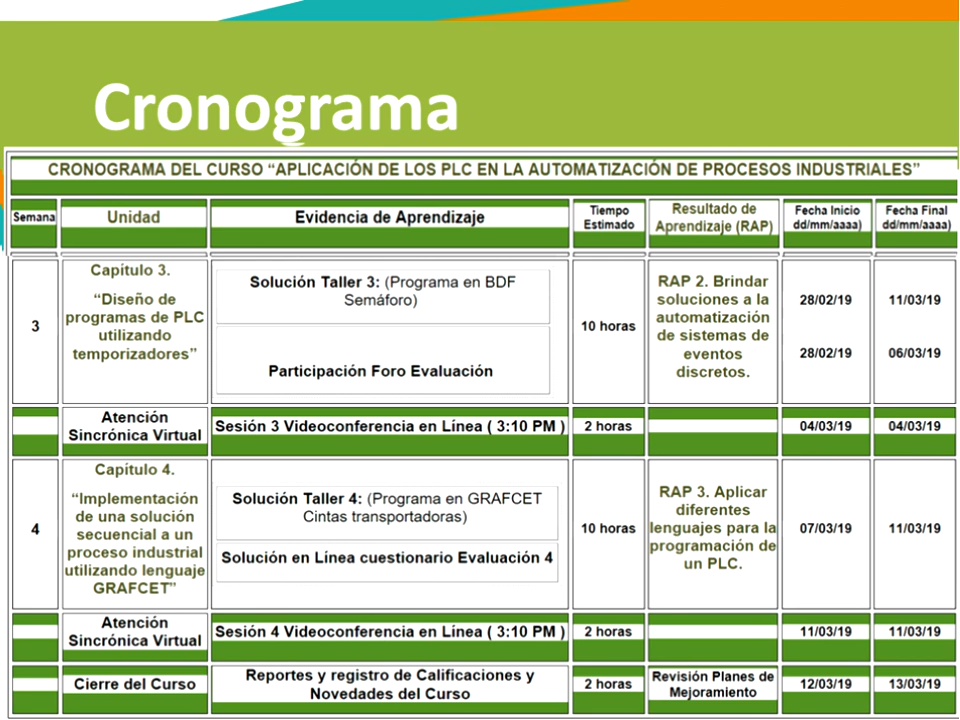 Cronograma
CRONOGRAMA DEL CURSO “APLICACIÓN DE LOS PLC EN LA AUTOMATIZACIÓN DE PROCESOS INDUSTRIALES”
Semana
Unidad
Evidencia de Aprendizaje
Tiempo
Estimado
Resultado de
Aprendizaje (RAP)
Fecha Inicio
dd/mm/aaaa)
Fecha Final
dd/mm/aaaa)
3
Capítulo 3.
“Diseño de
programas de PLC
utilizando
temporizadores”
Solución Taller 3: (Programa en BDF
Semáforo)
Participación Foro Evaluación
10 horas
RAP 2. Brindar
soluciones a la
automatización
de sistemas de
eventos
discretos.
28/02/19
11/03/19
28/02/19
06/03/19
Atención
Sincrónica Virtual
Sesión 3 Videoconferencia en Línea ( 3:10 PM )
2 horas
04/03/19
04/03/19
4
Capítulo 4.
“Implementación
de una solución
secuencial a un
proceso industrial
utilizando lenguaje
GRAFCET”
Solución Taller 4: (Programa en GRAFCET
Cintas transportadoras)
Solución en Línea cuestionario Evaluación 4
10 horas
RAP 3. Aplicar
diferentes
lenguajes para la
programación de
un PLC.
07/03/19
11/03/19
Atención
Sincrónica Virtual
Sesión 4 Videoconferencia en Línea ( 3:10 PM )
2 horas
11/03/19
11/03/19
Cierre del Curso
Reportes y registro de Calificaciones y
Novedades del Curso
2 horas
Revisión Planes de
Mejoramiento
12/03/19
13/03/19